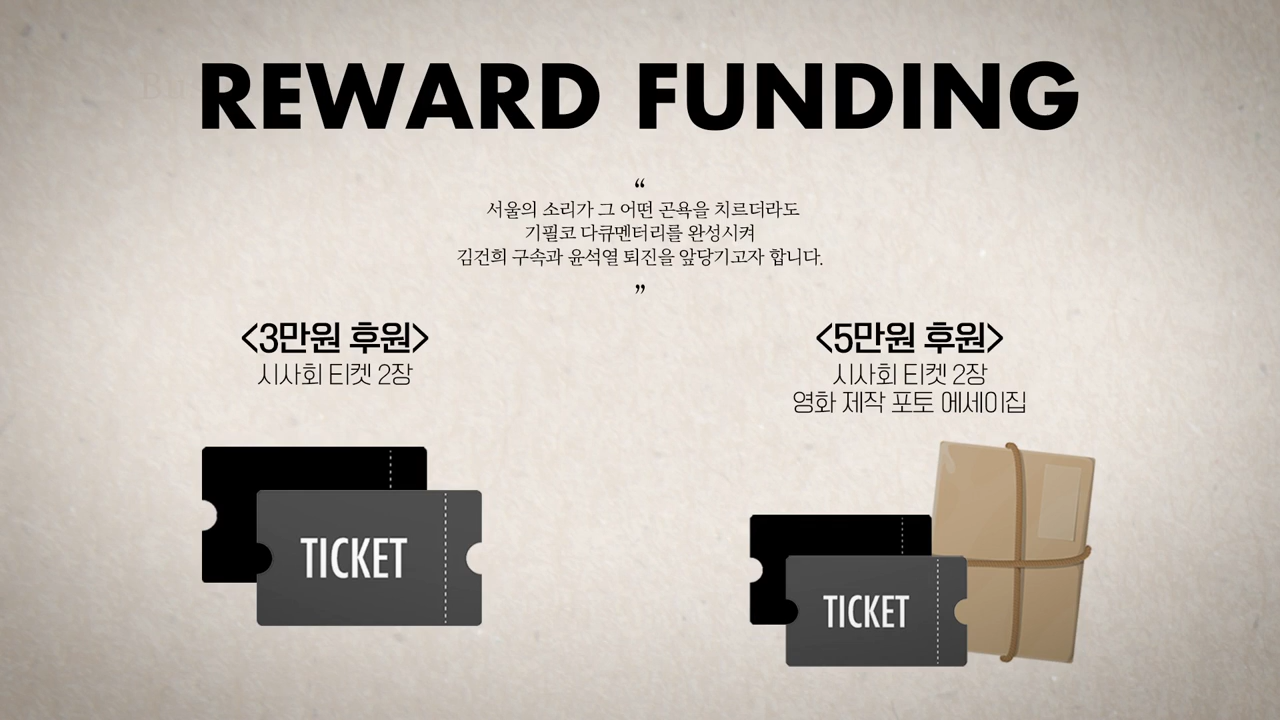 REWARD FUNDING
“
서울의 소리가 그 어떤 곤욕을 치르더라도
기필코 다큐멘터리를 완성시켜
김건희 구속과 윤석열 퇴진을 앞당기고자 합니다.
”
<3만원 후원>
시사회 티켓 2장
<5만원 후원>
시사회 티켓 2장
영화 제작 포토 에세이집
TICKET
TICKET